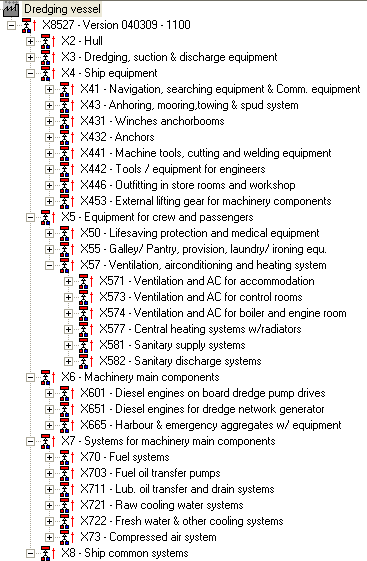 Dredging vessel
X8527 - Version 040309 - 1100
X2 - Hull
X3 - Dredging, suction & discharge equipment
X4 - Ship equipment
X41 - Navigation, searching equipment & Comm. equipment
X43 - Anhoring, mooring,towing & spud system
X431 - Winches anchorbooms
X432 - Anchors
X441 - Machine tools, cutting and welding equipment
X442 - Tools / equipment for engineers
X446 - Outfitting in store rooms and workshop
X453 - External lifting gear for machinery components
X5 - Equipment for crew and passengers
X50 - Lifesaving protection and medical equipment
X55 - Galley/ Pantry, provision, laundry/ ironing equ.
X57 - Ventilation, airconditioning and heating system
X571 - Ventilation and AC for accommodation
X573 - Ventilation and AC for control rooms
X574 - Ventilation and AC for boiler and engine room
X577 - Central heating systems w/radiators
X581 - Sanitary supply systems
X582 - Sanitary discharge systems
X6 - Machinery main components
X601 - Diesel engines on board dredge pump drives
X651 - Diesel engines for dredge network generator
X665 - Harbour & emergency aggregates w/ equipment
X7 - Systems for machinery main components
X70 - Fuel systems
X703 - Fuel oil transfer pumps
X711 - Lub. oil transfer and drain systems
X721 - Raw cooling water systems
X722 - Fresh water & other cooling systems
X73 - Compressed air system
X8 - Ship common systems